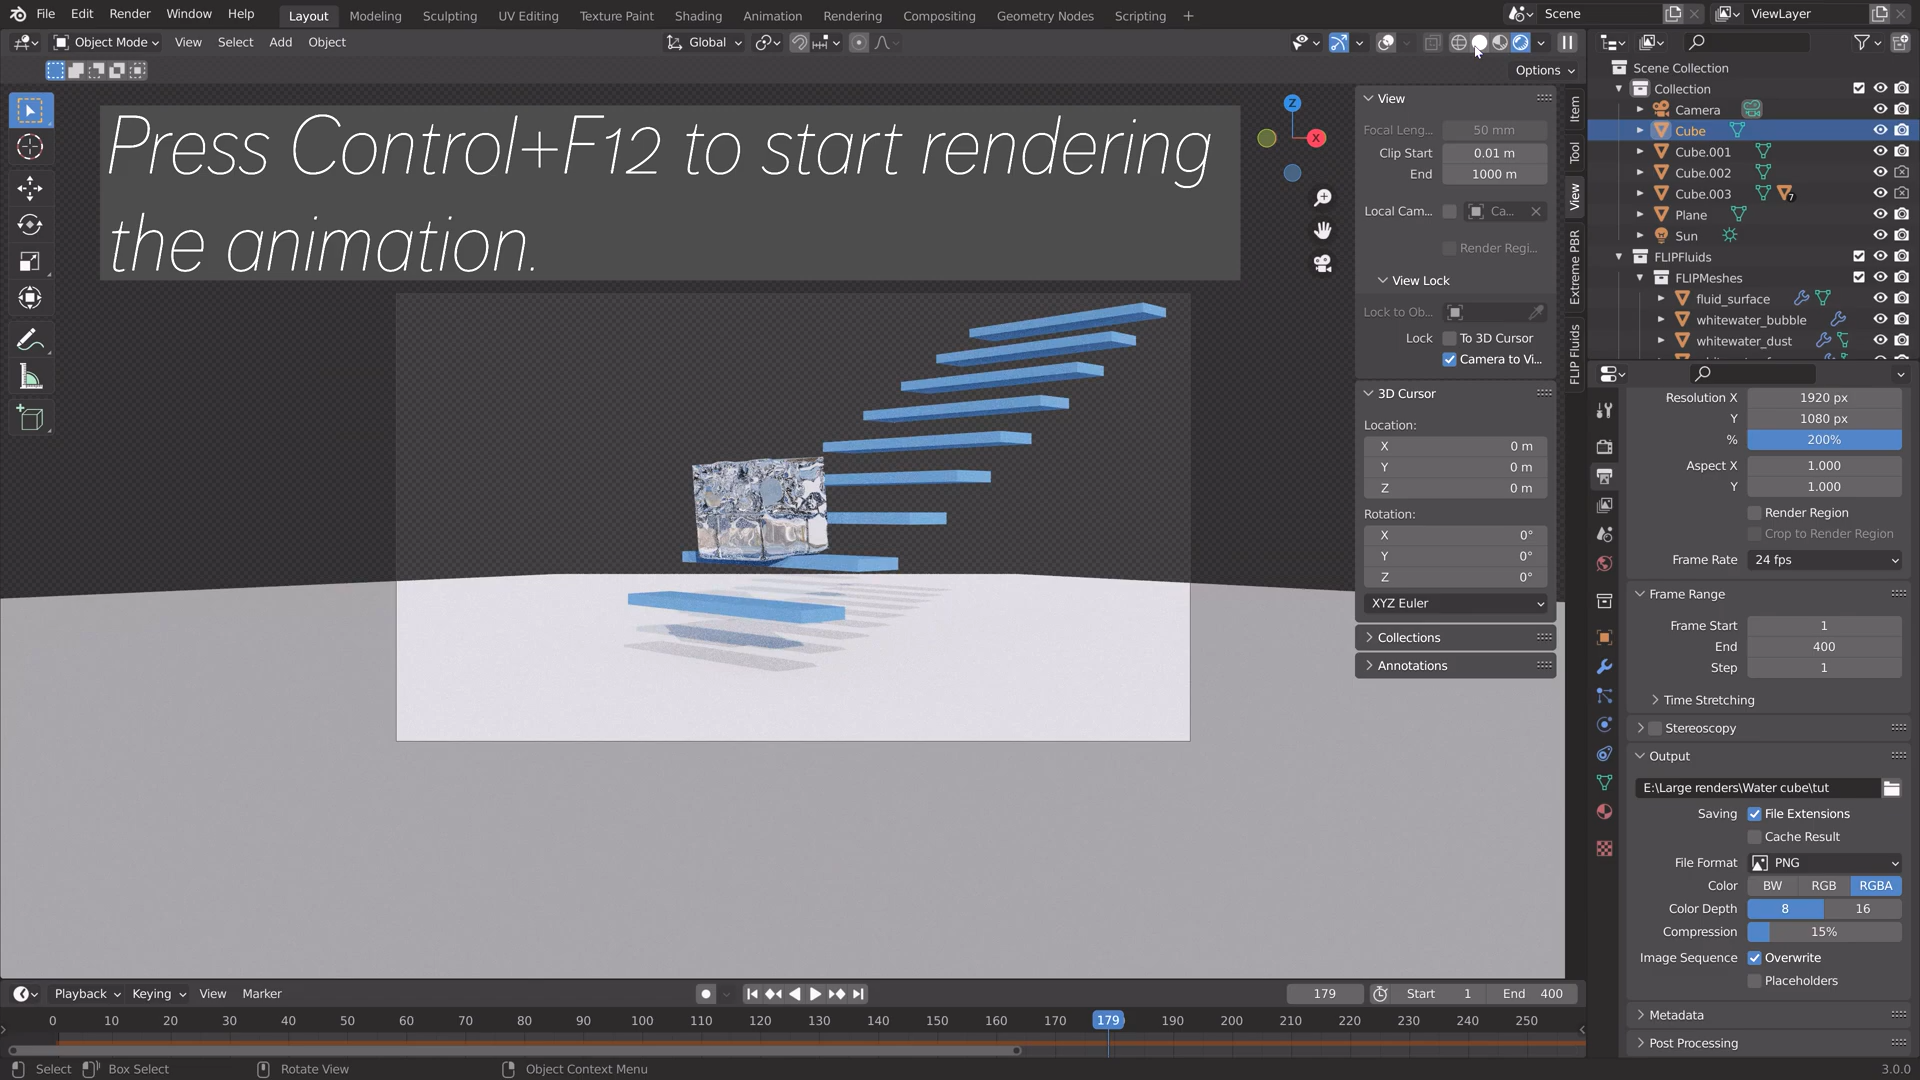 File Edit Render Window Help Layout Modeling Sculpting UV Editing Texture Paint Shading Animation Rendering Compositing Geometry Nodes Scripting + Scene ViewLayer
Object Mode View Select Add Object Global
Options
Press Control+F12 to start rendering
the animation.
Z
X
View
Focal Leng... 50 mm
Clip Start 0.01 m
End 1000 m
Local Cam... Ca...
Render Regi...
View Lock
Lock to Ob...
Lock To 3D Cursor
Camera to Vi...
3D Cursor
Location:
X 0 m
Y 0 m
Z 0 m
Rotation:
X 0°
Y 0°
Z 0°
XYZ Euler
Collections
Annotations
Item
Tool
View
Extreme PBR
FLIP Fluids
Scene Collection
Collection
Camera
Cube
Cube.001
Cube.002
Cube.003 7
Plane
Sun
FLIPFluids
FLIPMeshes
fluid_surface
whitewater_bubble
whitewater_dust
Resolution X 1920 px
Y 1080 px
% 200%
Aspect X 1.000
Y 1.000
Render Region
Crop to Render Region
Frame Rate 24 fps
Frame Range
Frame Start 1
End 400
Step 1
Time Stretching
Stereoscopy
Output
E:\Large renders\Water cube\tut
Saving File Extensions
Cache Result
File Format PNG
Color BW RGB RGBA
Color Depth 8 16
Compression 15%
Image Sequence Overwrite
Placeholders
Metadata
Post Processing
Playback Keying View Marker 179 Start 1 End 400
0 10 20 30 40 50 60 70 80 90 100 110 120 130 140 150 160 170 179 190 200 210 220 230 240 250
Select Box Select Rotate View Object Context Menu 3.0.0